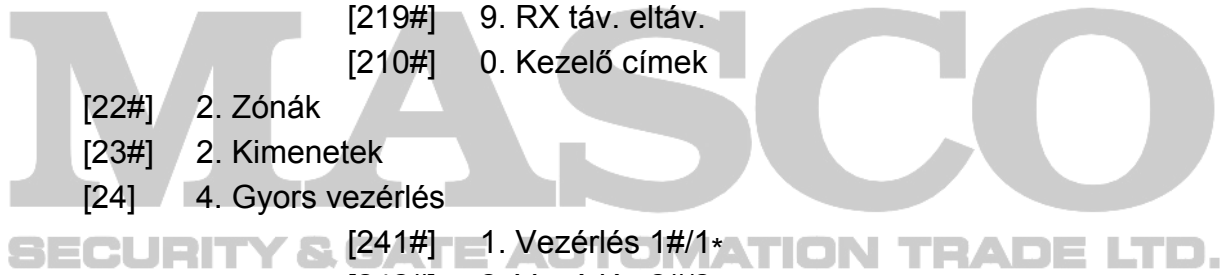 [219#] 9. RX táv. eltáv.
[210#] 0. Kezelő címek
[22#] 2. Zónák
[23#] 2. Kimenetek
[24] 4. Gyors vezérlés
[241#] 1. Vezérlés 1#/1*
MASCO
SECURITY & GATE AUTOMATION TRADE LTD.